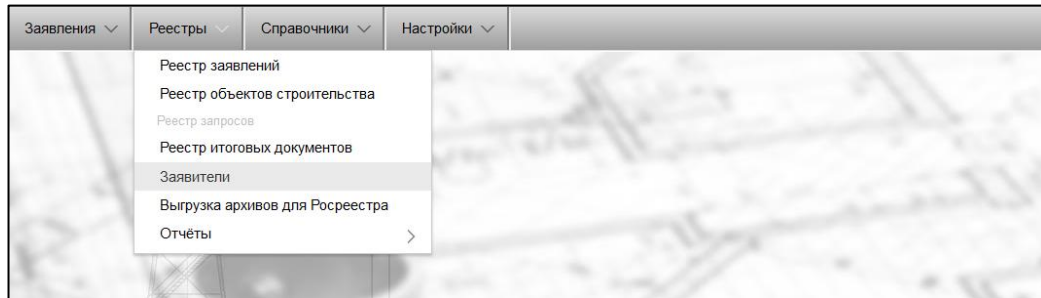 Заявления Реестры Справочники Настройки
Реестр заявлений
Реестр объектов строительства
Реестр запросов
Реестр итоговых документов
Заявители
Выгрузка архивов для Росреестра
Отчёты